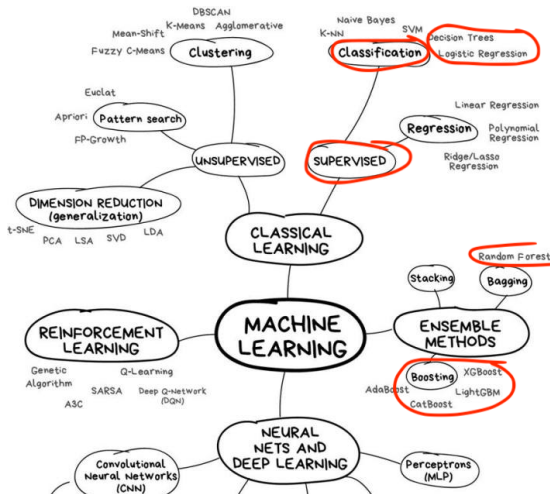 DBSCAN
Mean-Shift
K-Means
Agglomerative
Fuzzy C-Means
Clustering
Naive Bayes
SVM
K-NN
Classification
Decision Trees
Logistic Regression
Euclat
Apriori
Pattern search
FP-Growth
Linear Regression
Regression
Polynomial
Regression
Ridge/Lasso
Regression
UNSUPERVISED
SUPERVISED
DIMENSION REDUCTION
(generalization)
t-SNE
PCA
LSA
SVD
LDA
CLASSICAL
LEARNING
Random Forest
Stacking
Bagging
MACHINE
LEARNING
REINFORCEMENT
LEARNING
ENSEMBLE
METHODS
Genetic
Algorithm
Q-Learning
SARSA
Deep Q-Network
(DQN)
A3C
Boosting
XGBoost
AdaBoost
LightGBM
CatBoost
NEURAL
NETS AND
DEEP LEARNING
Convolutional
Neural Networks
(CNN)
Perceptrons
(MLP)